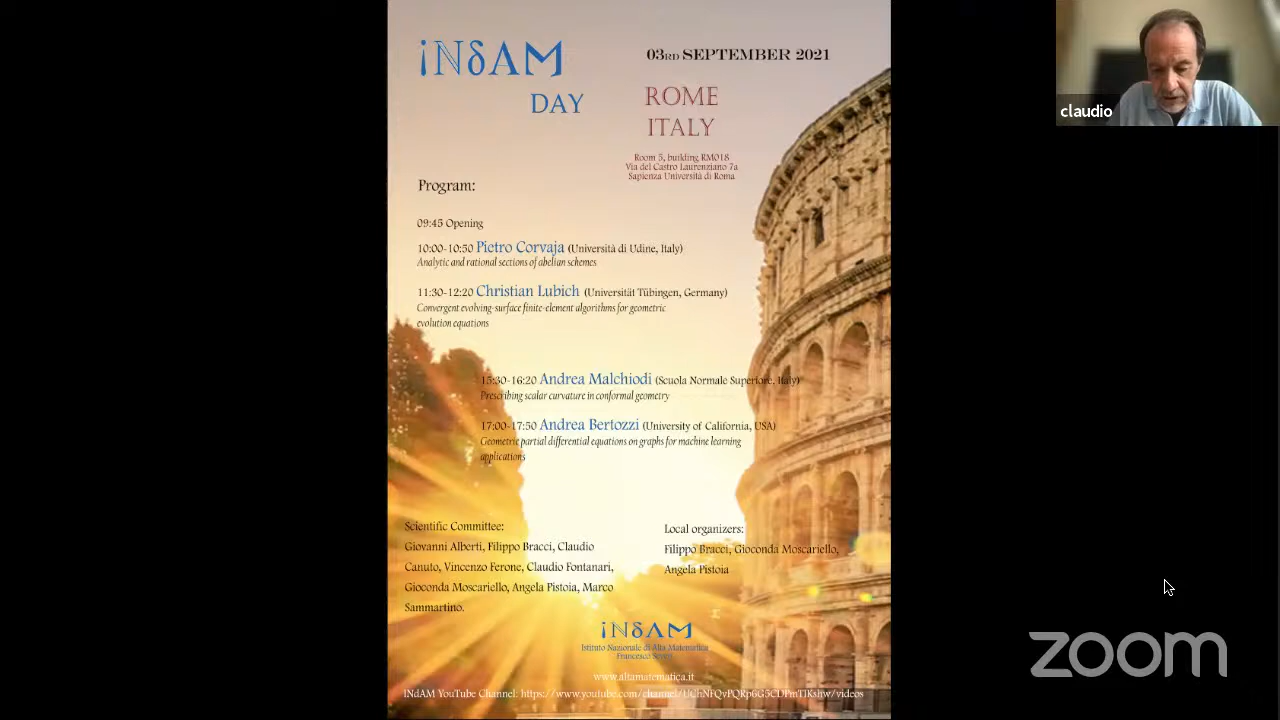 iNδAM
DAY
03RD SEPTEMBER 2021
ROME
ITALY
Room 5, building RM018
Via del Castro Laurenziano 7a
Sapienza Università di Roma
Program:
09:45 Opening
10:00-10:50 Pietro Corvaja (Università di Udine, Italy)
Analytic and rational sections of abelian schemes
11:30-12:20 Christian Lubich (Universität Tübingen, Germany)
Convergent evolving-surface finite-element algorithms for geometric
evolution equations
15:30-16:20 Andrea Malchiodi (Scuola Normale Superiore, Italy)
Prescribing scalar curvature in conformal geometry
17:00-17:50 Andrea Bertozzi (University of California, USA)
Geometric partial differential equations on graphs for machine learning
applications
Scientific Committee:
Giovanni Alberti, Filippo Bracci, Claudio
Canuto, Vincenzo Ferone, Claudio Fontanari,
Gioconda Moscariello, Angela Pistoia, Marco
Sammartino.
Local organizers:
Filippo Bracci, Gioconda Moscariello,
Angela Pistoia
iNδAM
Istituto Nazionale di Alta Matematica
Francesco Severi
www.altamatematica.it
INdAM YouTube Channel: https://www.youtube.com/channel/
claudio
zoom